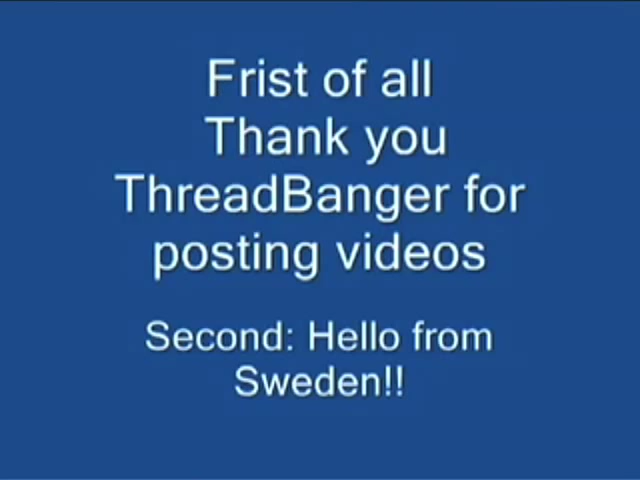 Frist of all
Thank you
ThreadBanger for
posting videos
Second: Hello from
Sweden!!